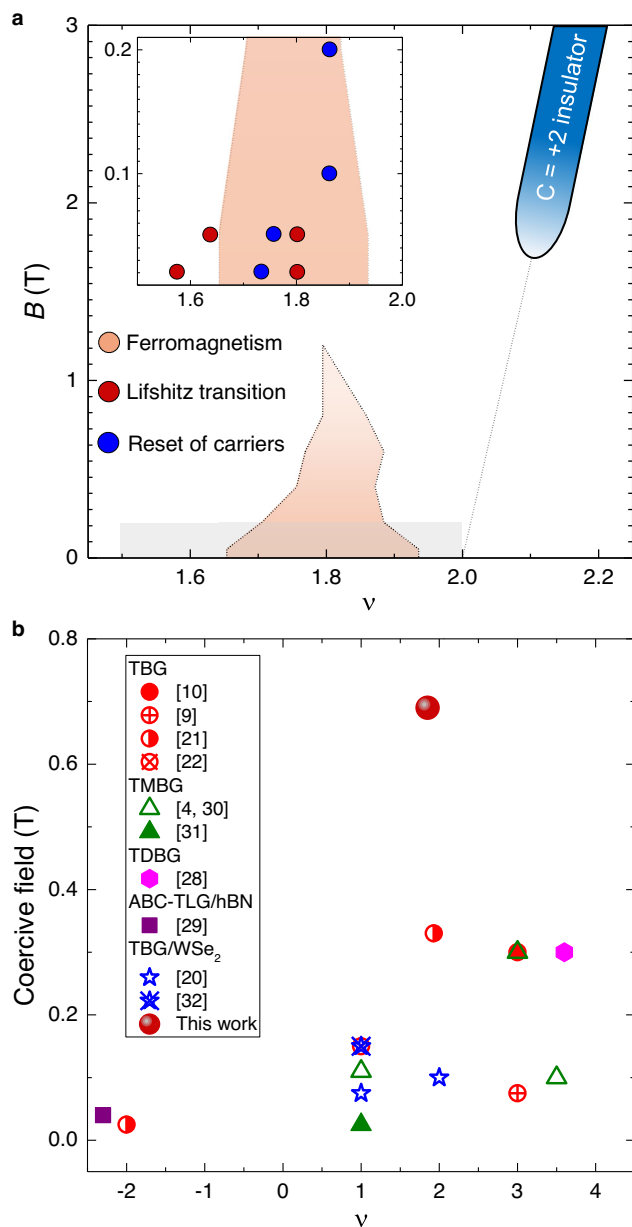 a
3
0.2
0.1
1.6 1.8 2.0
C = +2 insulator
2
B (T)
Ferromagnetism
1
Lifshitz transition
Reset of carriers
0
1.6 1.8 2.0 2.2
ν
b
0.8
TBG
[10]
[9]
[21]
[22]
TMBG
[4, 30]
[31]
TDBG
[28]
ABC-TLG/hBN
[29]
TBG/WSe2
[20]
[32]
This work
0.6
0.4
0.2
0.0
Coercive field (T)
-2 -1 0 1 2 3 4
ν